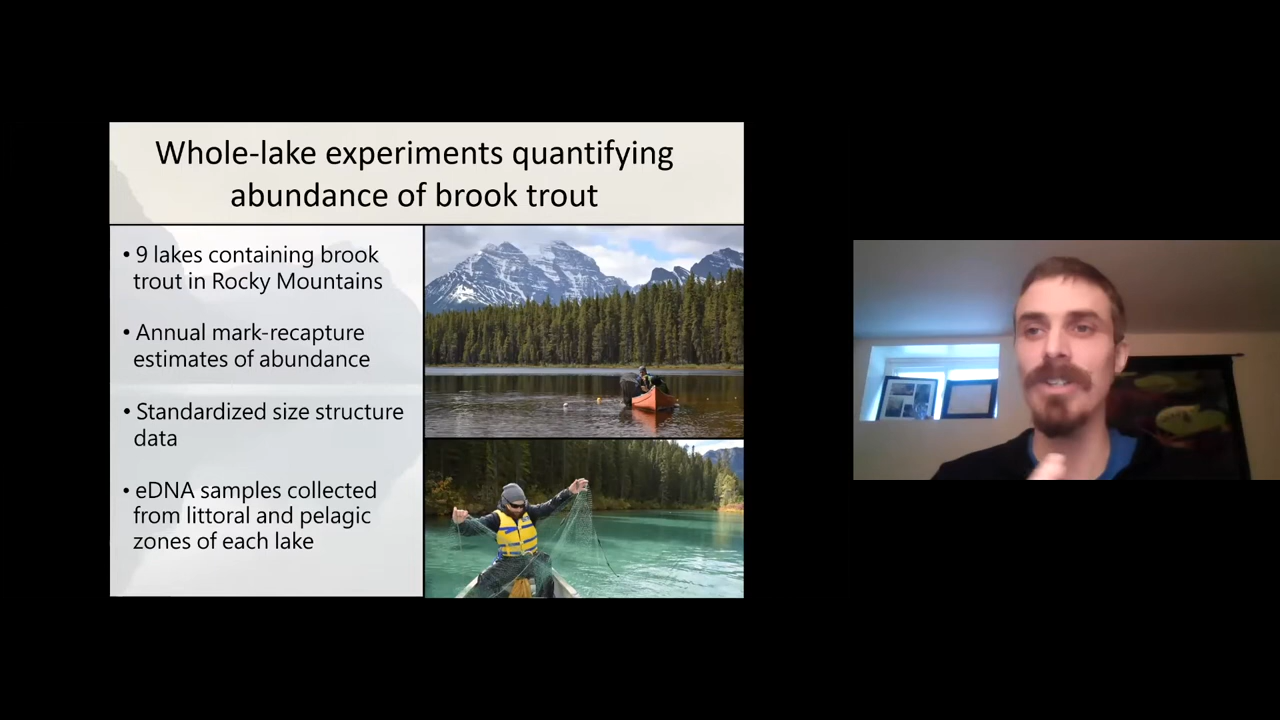 Whole-lake experiments quantifying
abundance of brook trout
• 9 lakes containing brook
trout in Rocky Mountains
• Annual mark-recapture
estimates of abundance
• Standardized size structure
data
• eDNA samples collected
from littoral and pelagic
zones of each lake